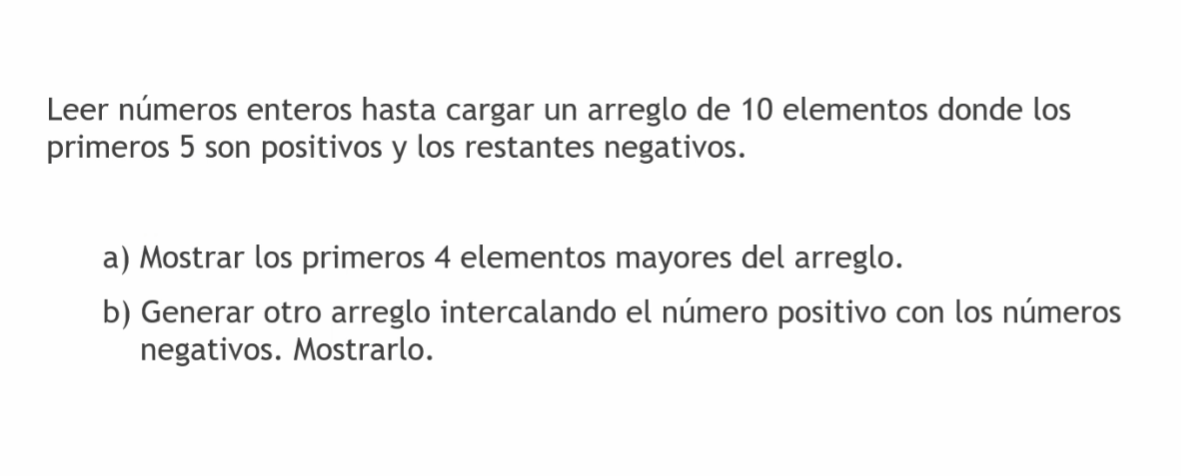 Leer números enteros hasta cargar un arreglo de 10 elementos donde los
primeros 5 son positivos y los restantes negativos.
a) Mostrar los primeros 4 elementos mayores del arreglo.
b) Generar otro arreglo intercalando el número positivo con los números
negativos. Mostrarlo.